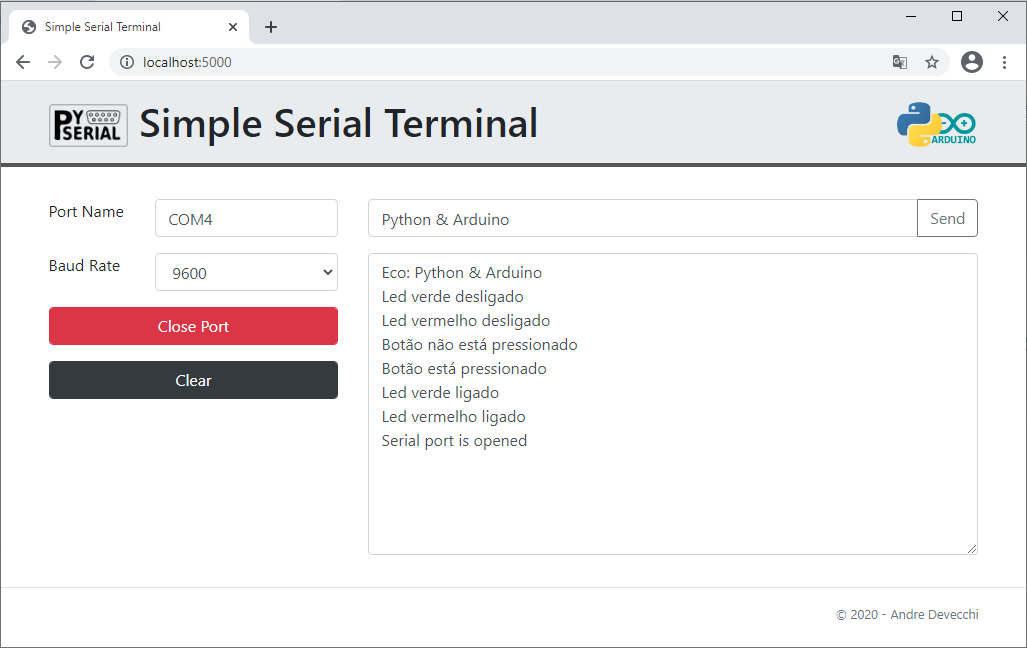 Simple Serial Terminal
localhost:5000
PY SERIAL
Simple Serial Terminal
ARDUINO
Port Name
COM4
Python & Arduino
Send
Baud Rate
9600
Close Port
Clear
Eco: Python & Arduino
Led verde desligado
Led vermelho desligado
Botão não está pressionado
Botão está pressionado
Led verde ligado
Led vermelho ligado
Serial port is opened
© 2020 - Andre Devecchi